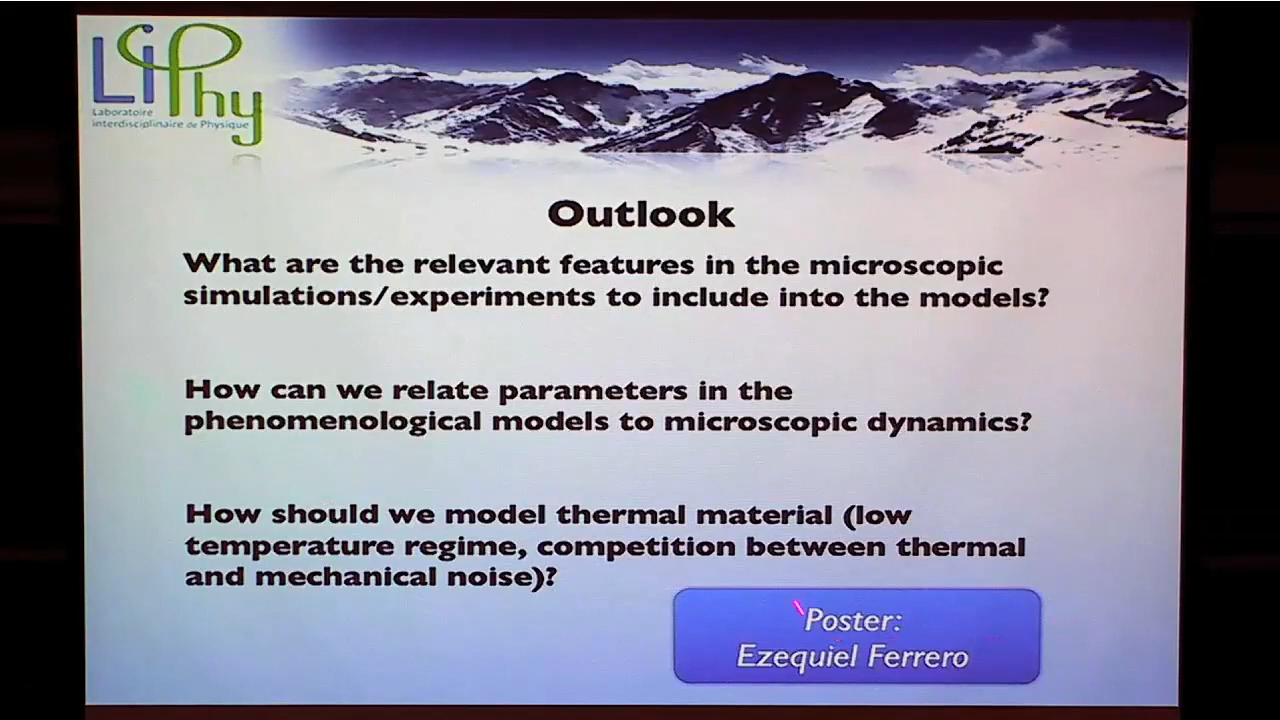 LiPhy
Laboratoire
interdisciplinaire de Physique
Outlook
What are the relevant features in the microscopic
simulations/experiments to include into the models?
How can we relate parameters in the
phenomenological models to microscopic dynamics?
How should we model thermal material (low
temperature regime, competition between thermal
and mechanical noise)?
Poster:
Ezequiel Ferrero